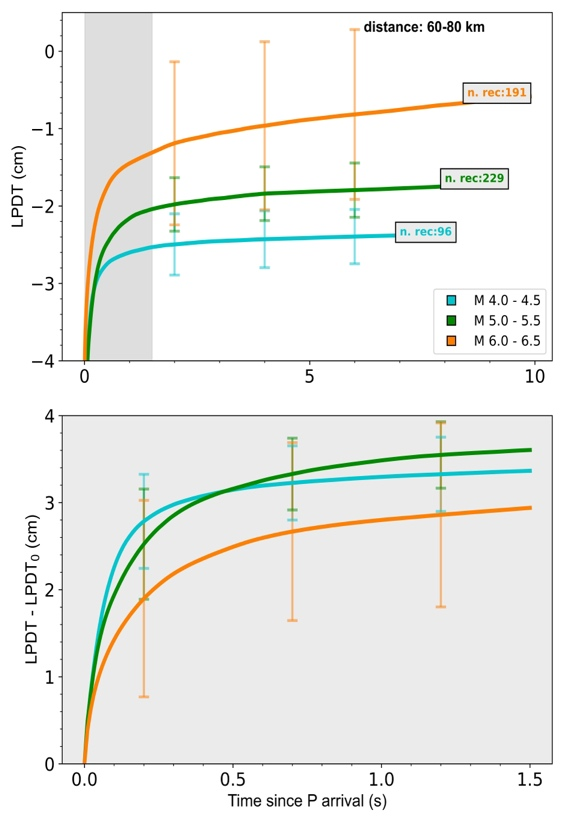 distance: 60-80 km
0
n. rec:191
−1
LPDT (cm)
n. rec:229
−2
n. rec:96
−3
M 4.0 - 4.5
M 5.0 - 5.5
M 6.0 - 6.5
−4
0 5 10
4
3
LPDT - LPDT₀ (cm)
2
1
0
0.0 0.5 1.0 1.5
Time since P arrival (s)